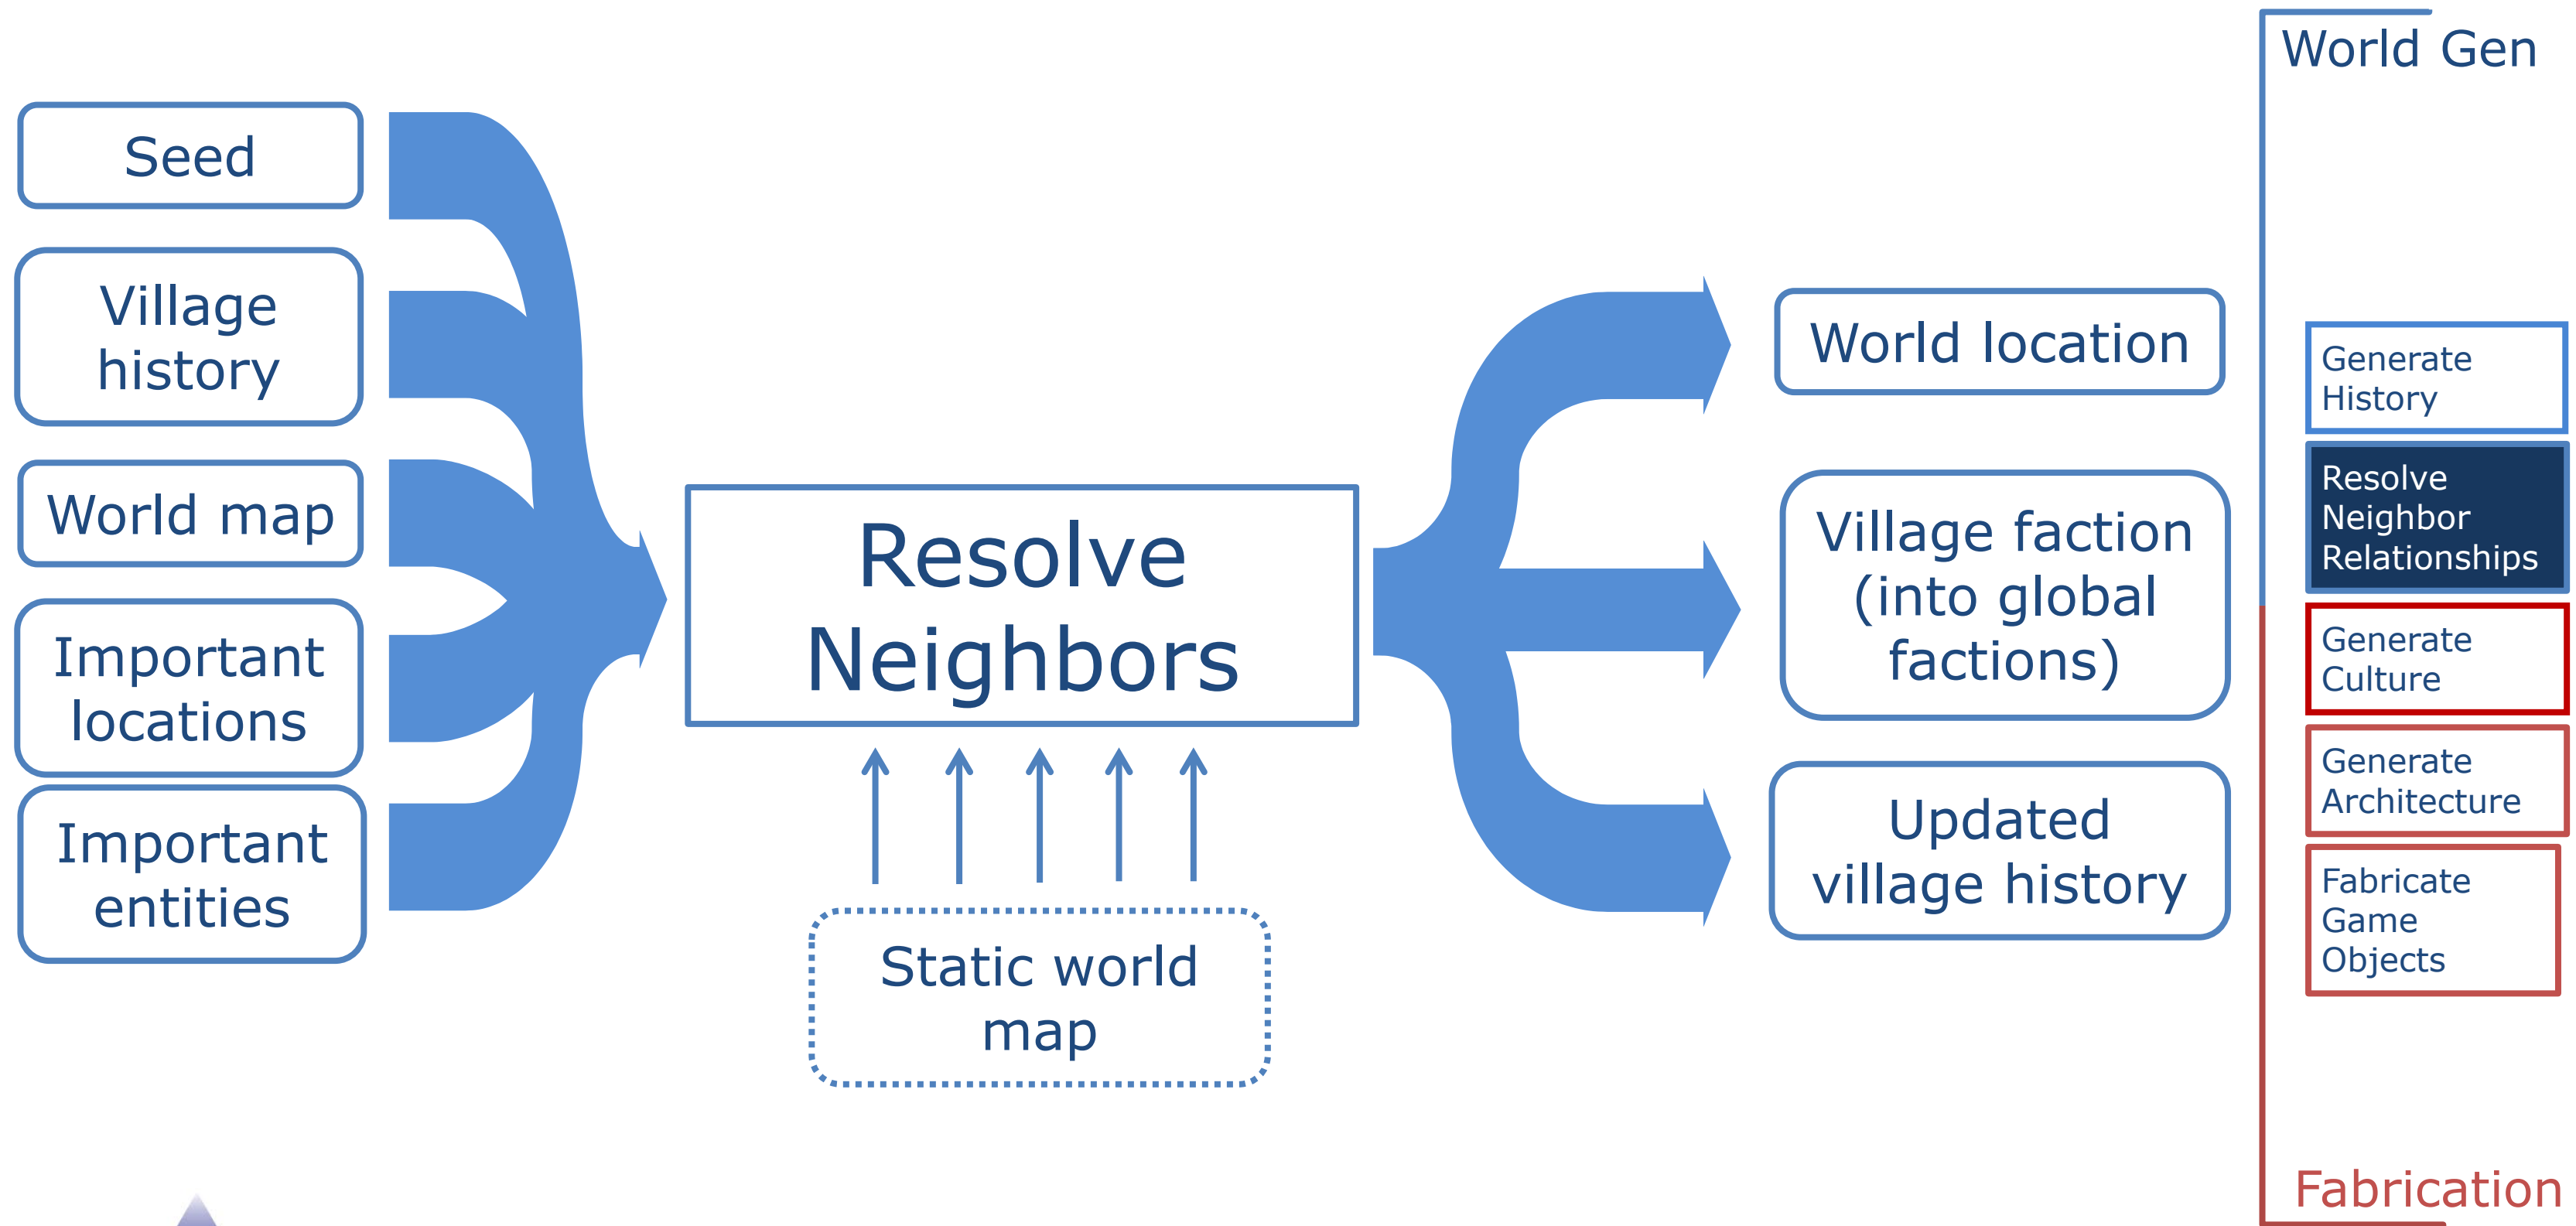 Seed
Village
history
World map
Important
locations
Important
entities
Resolve
Neighbors
Static world
map
World location
Village faction
(into global
factions)
Updated
village history
World Gen
Generate
History
Resolve
Neighbor
Relationships
Generate
Culture
Generate
Architecture
Fabricate
Game
Objects
Fabrication